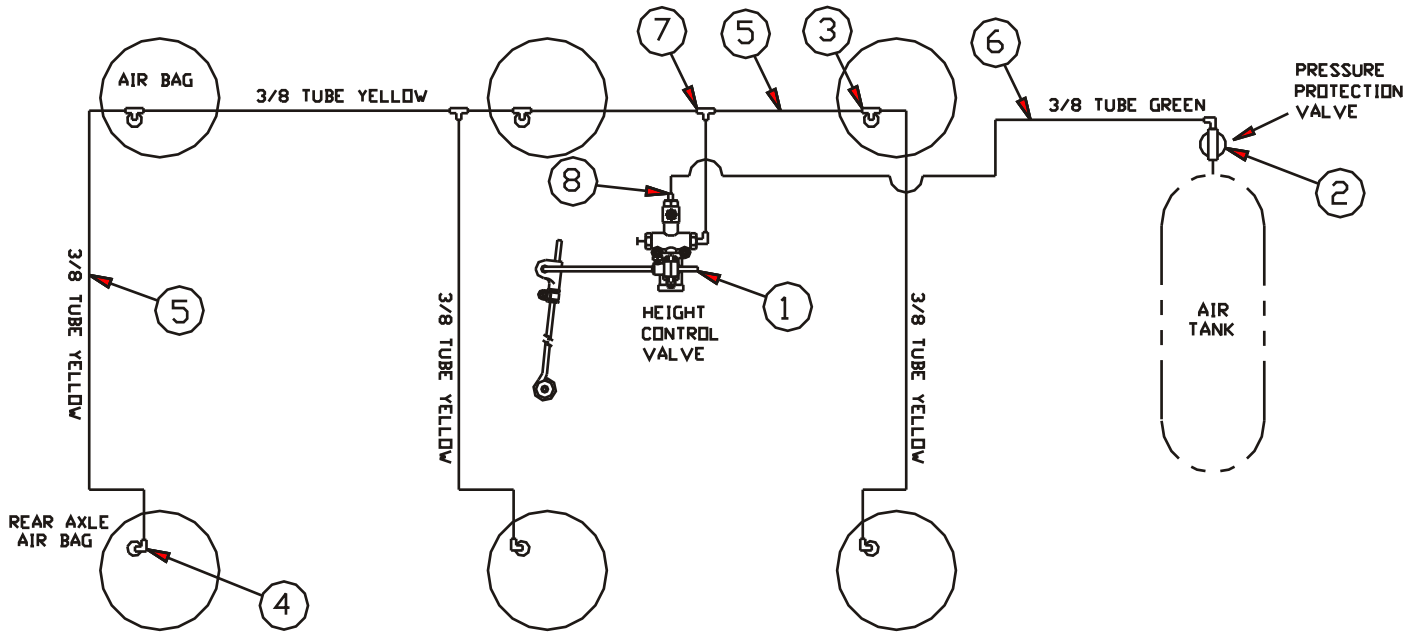 7
5
3
6
AIR BAG
3/8 TUBE YELLOW
3/8 TUBE GREEN
PRESSURE
PROTECTION
VALVE
8
2
3/8 TUBE YELLOW
5
3/8 TUBE YELLOW
HEIGHT
CONTROL
VALVE
1
3/8 TUBE YELLOW
AIR
TANK
REAR AXLE
AIR BAG
4